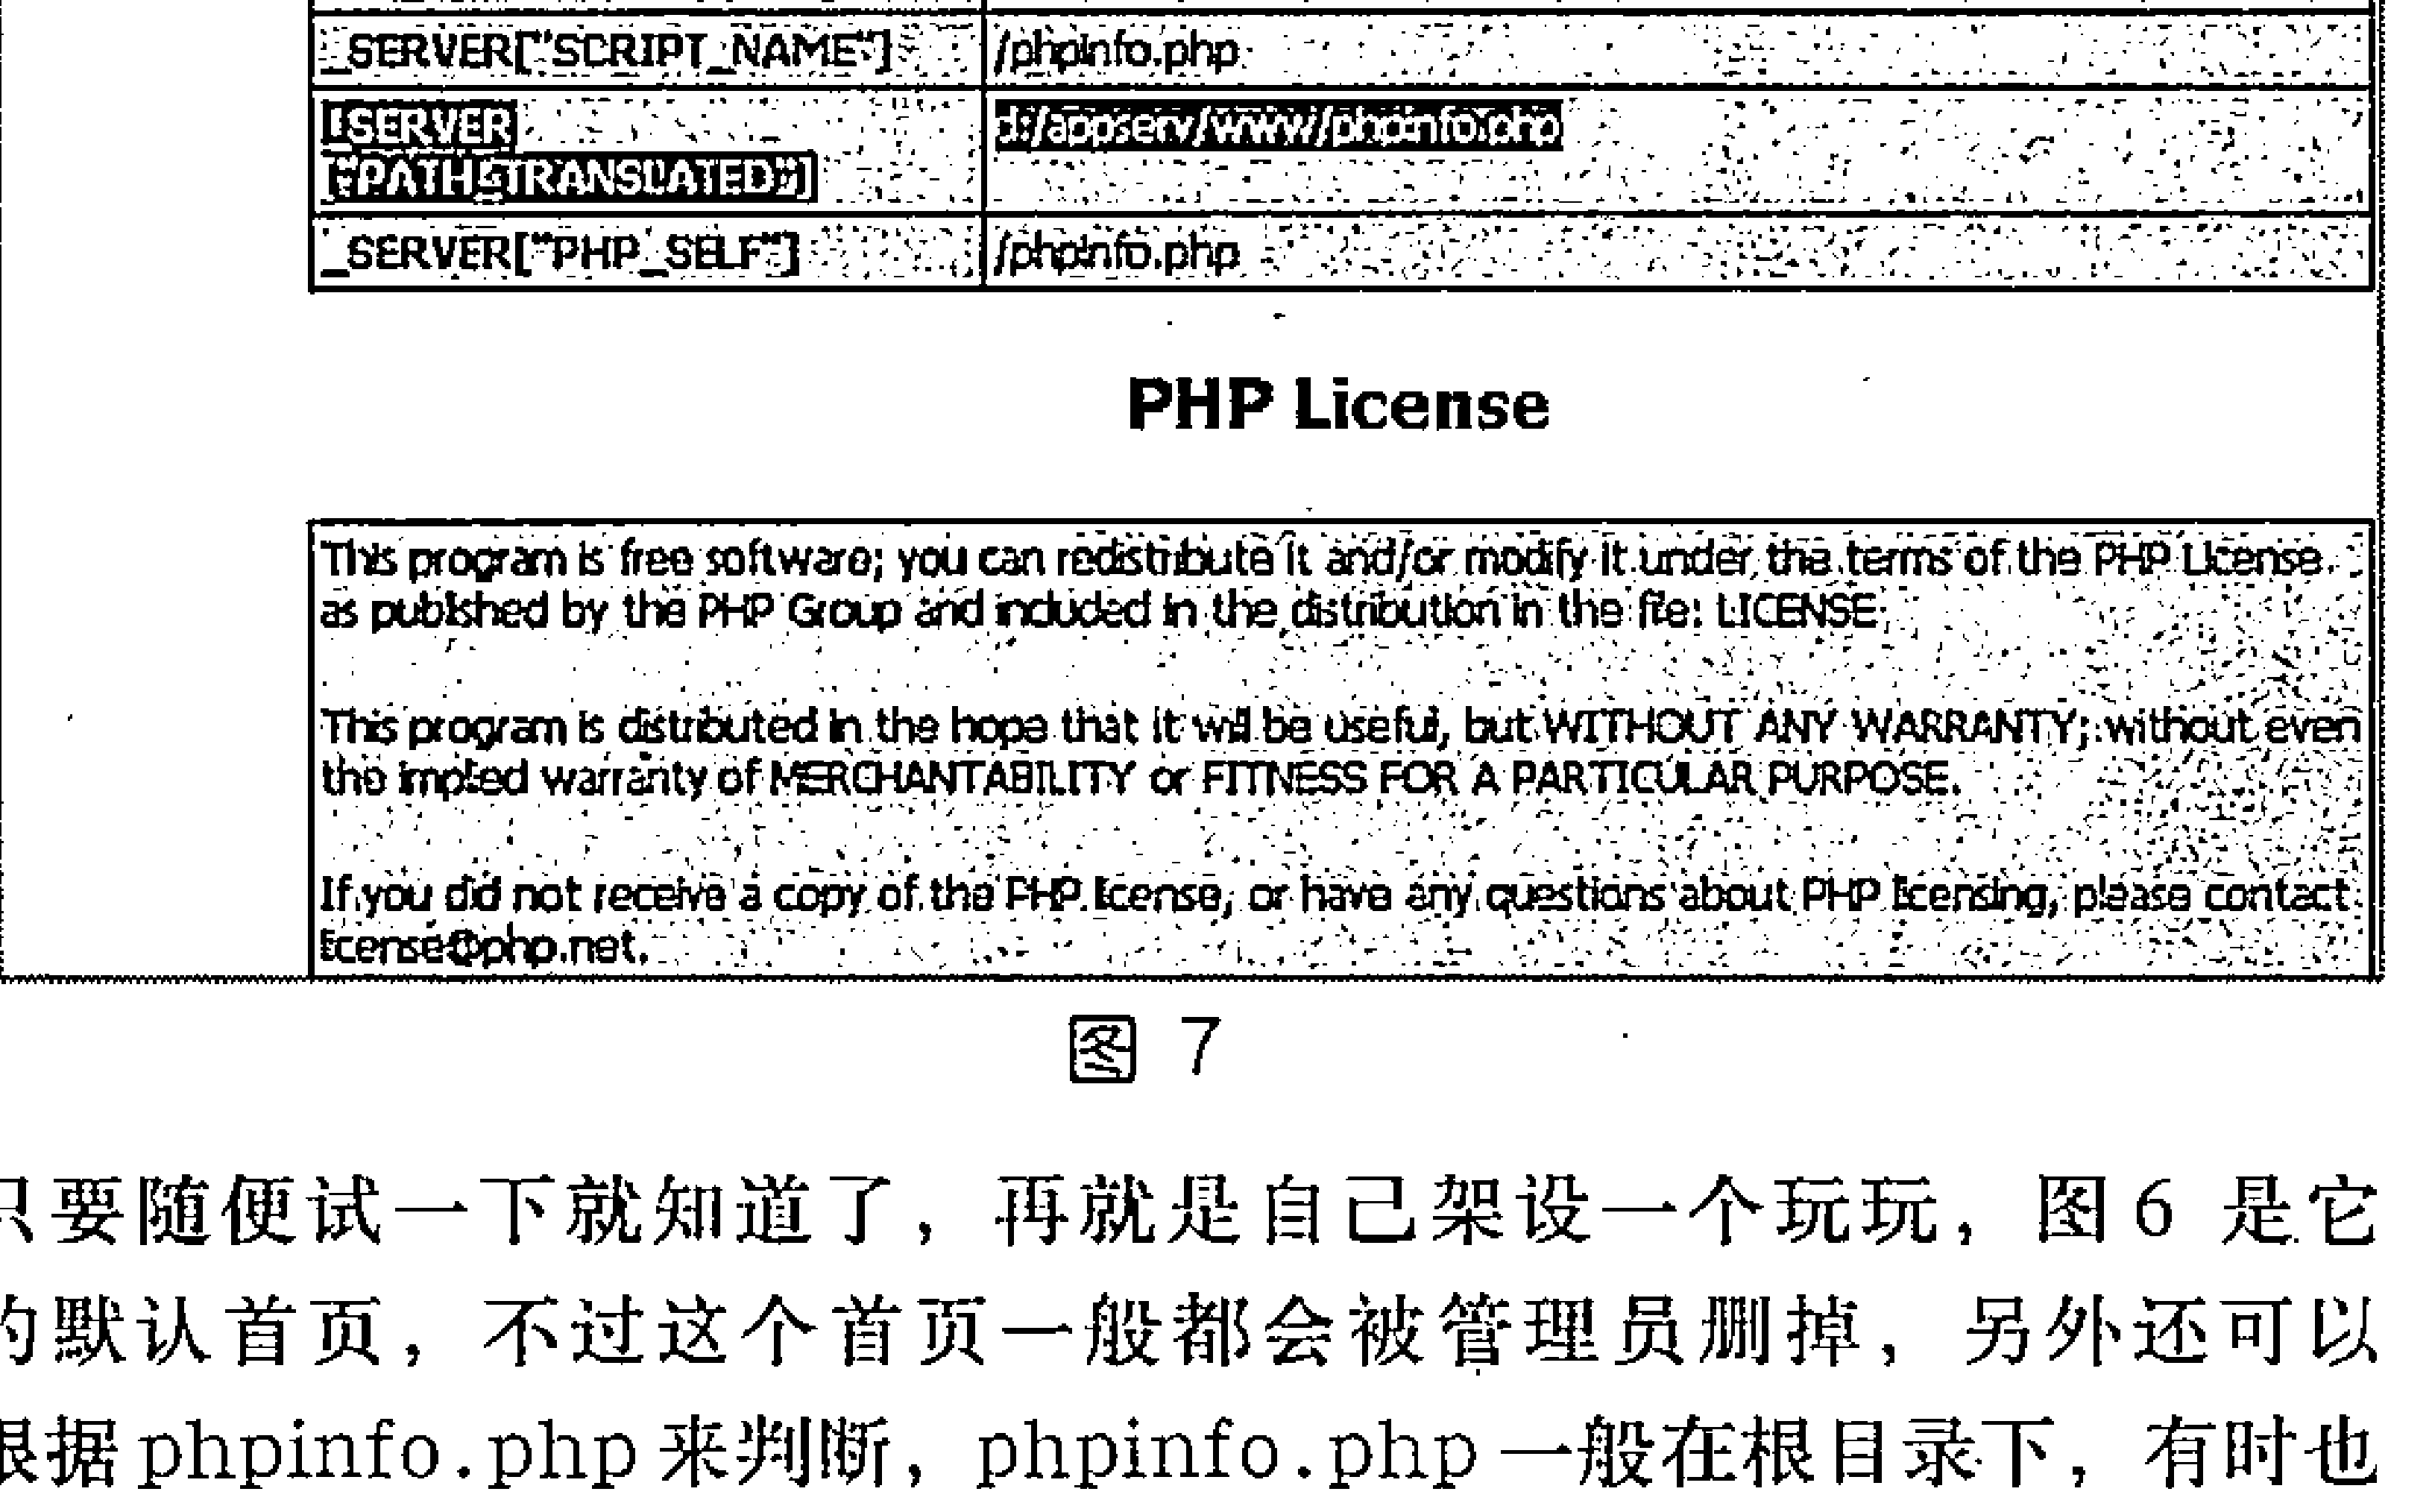 _SERVER["SCRIPT_NAME"] /phpinfo.php
_SERVER d:/appserv/www/phpinfo.php
["PATH_TRANSLATED"]
_SERVER["PHP_SELF"] /phpinfo.php
PHP License
This program is free software; you can redistribute it and/or modify it under the terms of the PHP License
as published by the PHP Group and included in the distribution in the file: LICENSE
This program is distributed in the hope that it will be useful, but WITHOUT ANY WARRANTY; without even
the implied warranty of MERCHANTABILITY or FITNESS FOR A PARTICULAR PURPOSE.
If you did not receive a copy of the PHP license, or have any questions about PHP licensing, please contact
license@php.net.
图 7
只要随便试一下就知道了，再就是自己架设一个玩玩，图 6 是它
的默认首页，不过这个首页一般都会被管理员删掉，另外还可以
根据 phpinfo.php 来判断，phpinfo.php 一般在根目录下，有时也